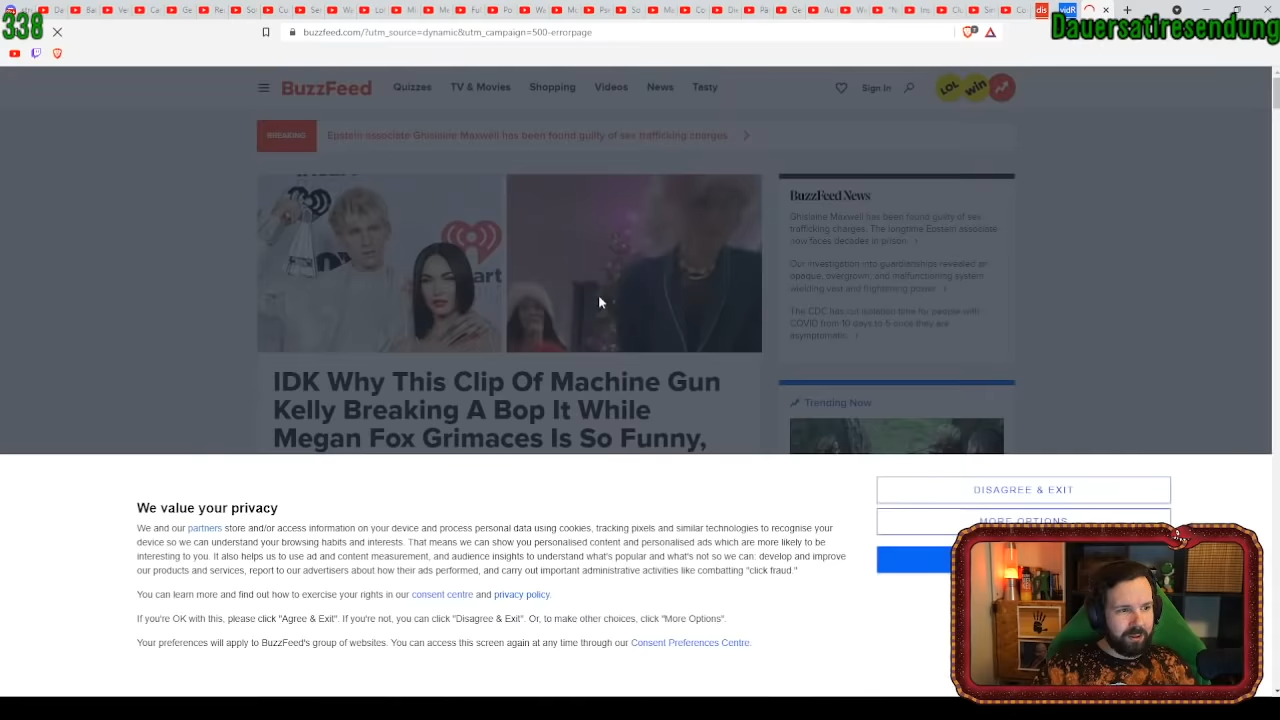 338
Dauersatiresendung
buzzfeed.com/?utm_source=dynamic&utm_campaign=500-errorpage
BuzzFeed
Quizzes
TV & Movies
Shopping
Videos
News
Tasty
Sign In
LOL
win
BREAKING
Epstein associate Ghislaine Maxwell has been found guilty of sex trafficking charges.
BuzzFeed News
Ghislaine Maxwell has been found guilty of sex
trafficking charges. The longtime Epstein associate
now faces decades in prison.
Our investigation into guardianships revealed an
opaque, overgrown, and malfunctioning system
wielding vast and frightening power.
The CDC has cut isolation time for people with
COVID from 10 days to 5 once they are
asymptomatic.
IDK Why This Clip Of Machine Gun
Kelly Breaking A Bop It While
Megan Fox Grimaces Is So Funny,
Trending Now
We value your privacy
We and our partners store and/or access information on your device and process personal data using cookies, tracking pixels and similar technologies to recognise your
device so we can understand your browsing habits and interests. That means we can show you personalised content and personalised ads which are more likely to be
interesting to you. It also helps us to use ad and content measurement, and audience insights to understand what's popular and what's not so we can: develop and improve
our products and services, report to our advertisers about how their ads performed, and carry out important administrative activities like combatting "click fraud."
You can learn more and find out how to exercise your rights in our consent centre and privacy policy.
If you're OK with this, please click "Agree & Exit". If you're not, you can click "Disagree & Exit". Or, to make other choices, click "More Options".
Your preferences will apply to BuzzFeed's group of websites. You can access this screen again at any time through our Consent Preferences Centre.
DISAGREE & EXIT
MORE OPTIONS